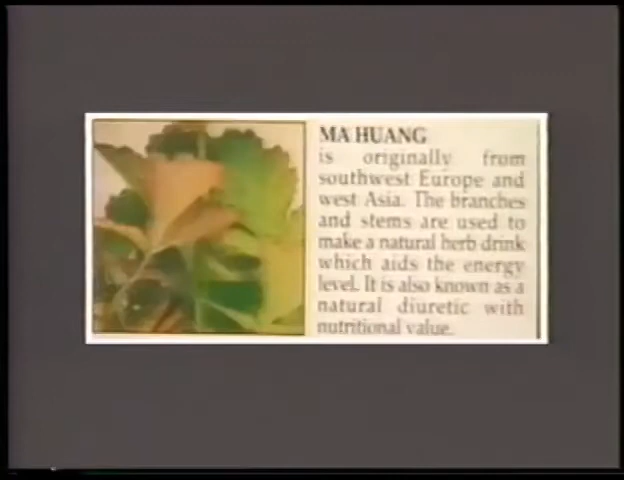 MA HUANG
is originally from
southwest Europe and
west Asia. The branches
and stems are used to
make a natural herb drink
which aids the energy
level. It is also known as a
natural diuretic with
nutritional value.